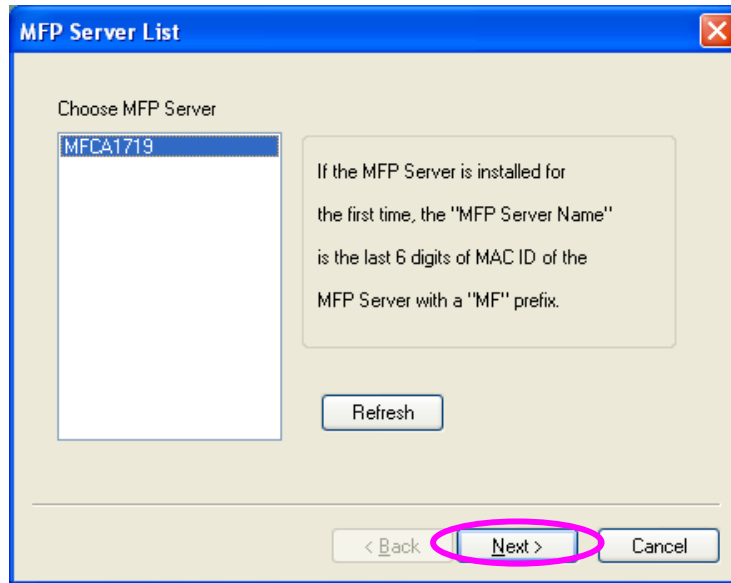 MFP Server List
Choose MFP Server
MFCA1719
If the MFP Server is installed for
the first time, the "MFP Server Name"
is the last 6 digits of MAC ID of the
MFP Server with a "MF" prefix.
Refresh
< Back
Next >
Cancel